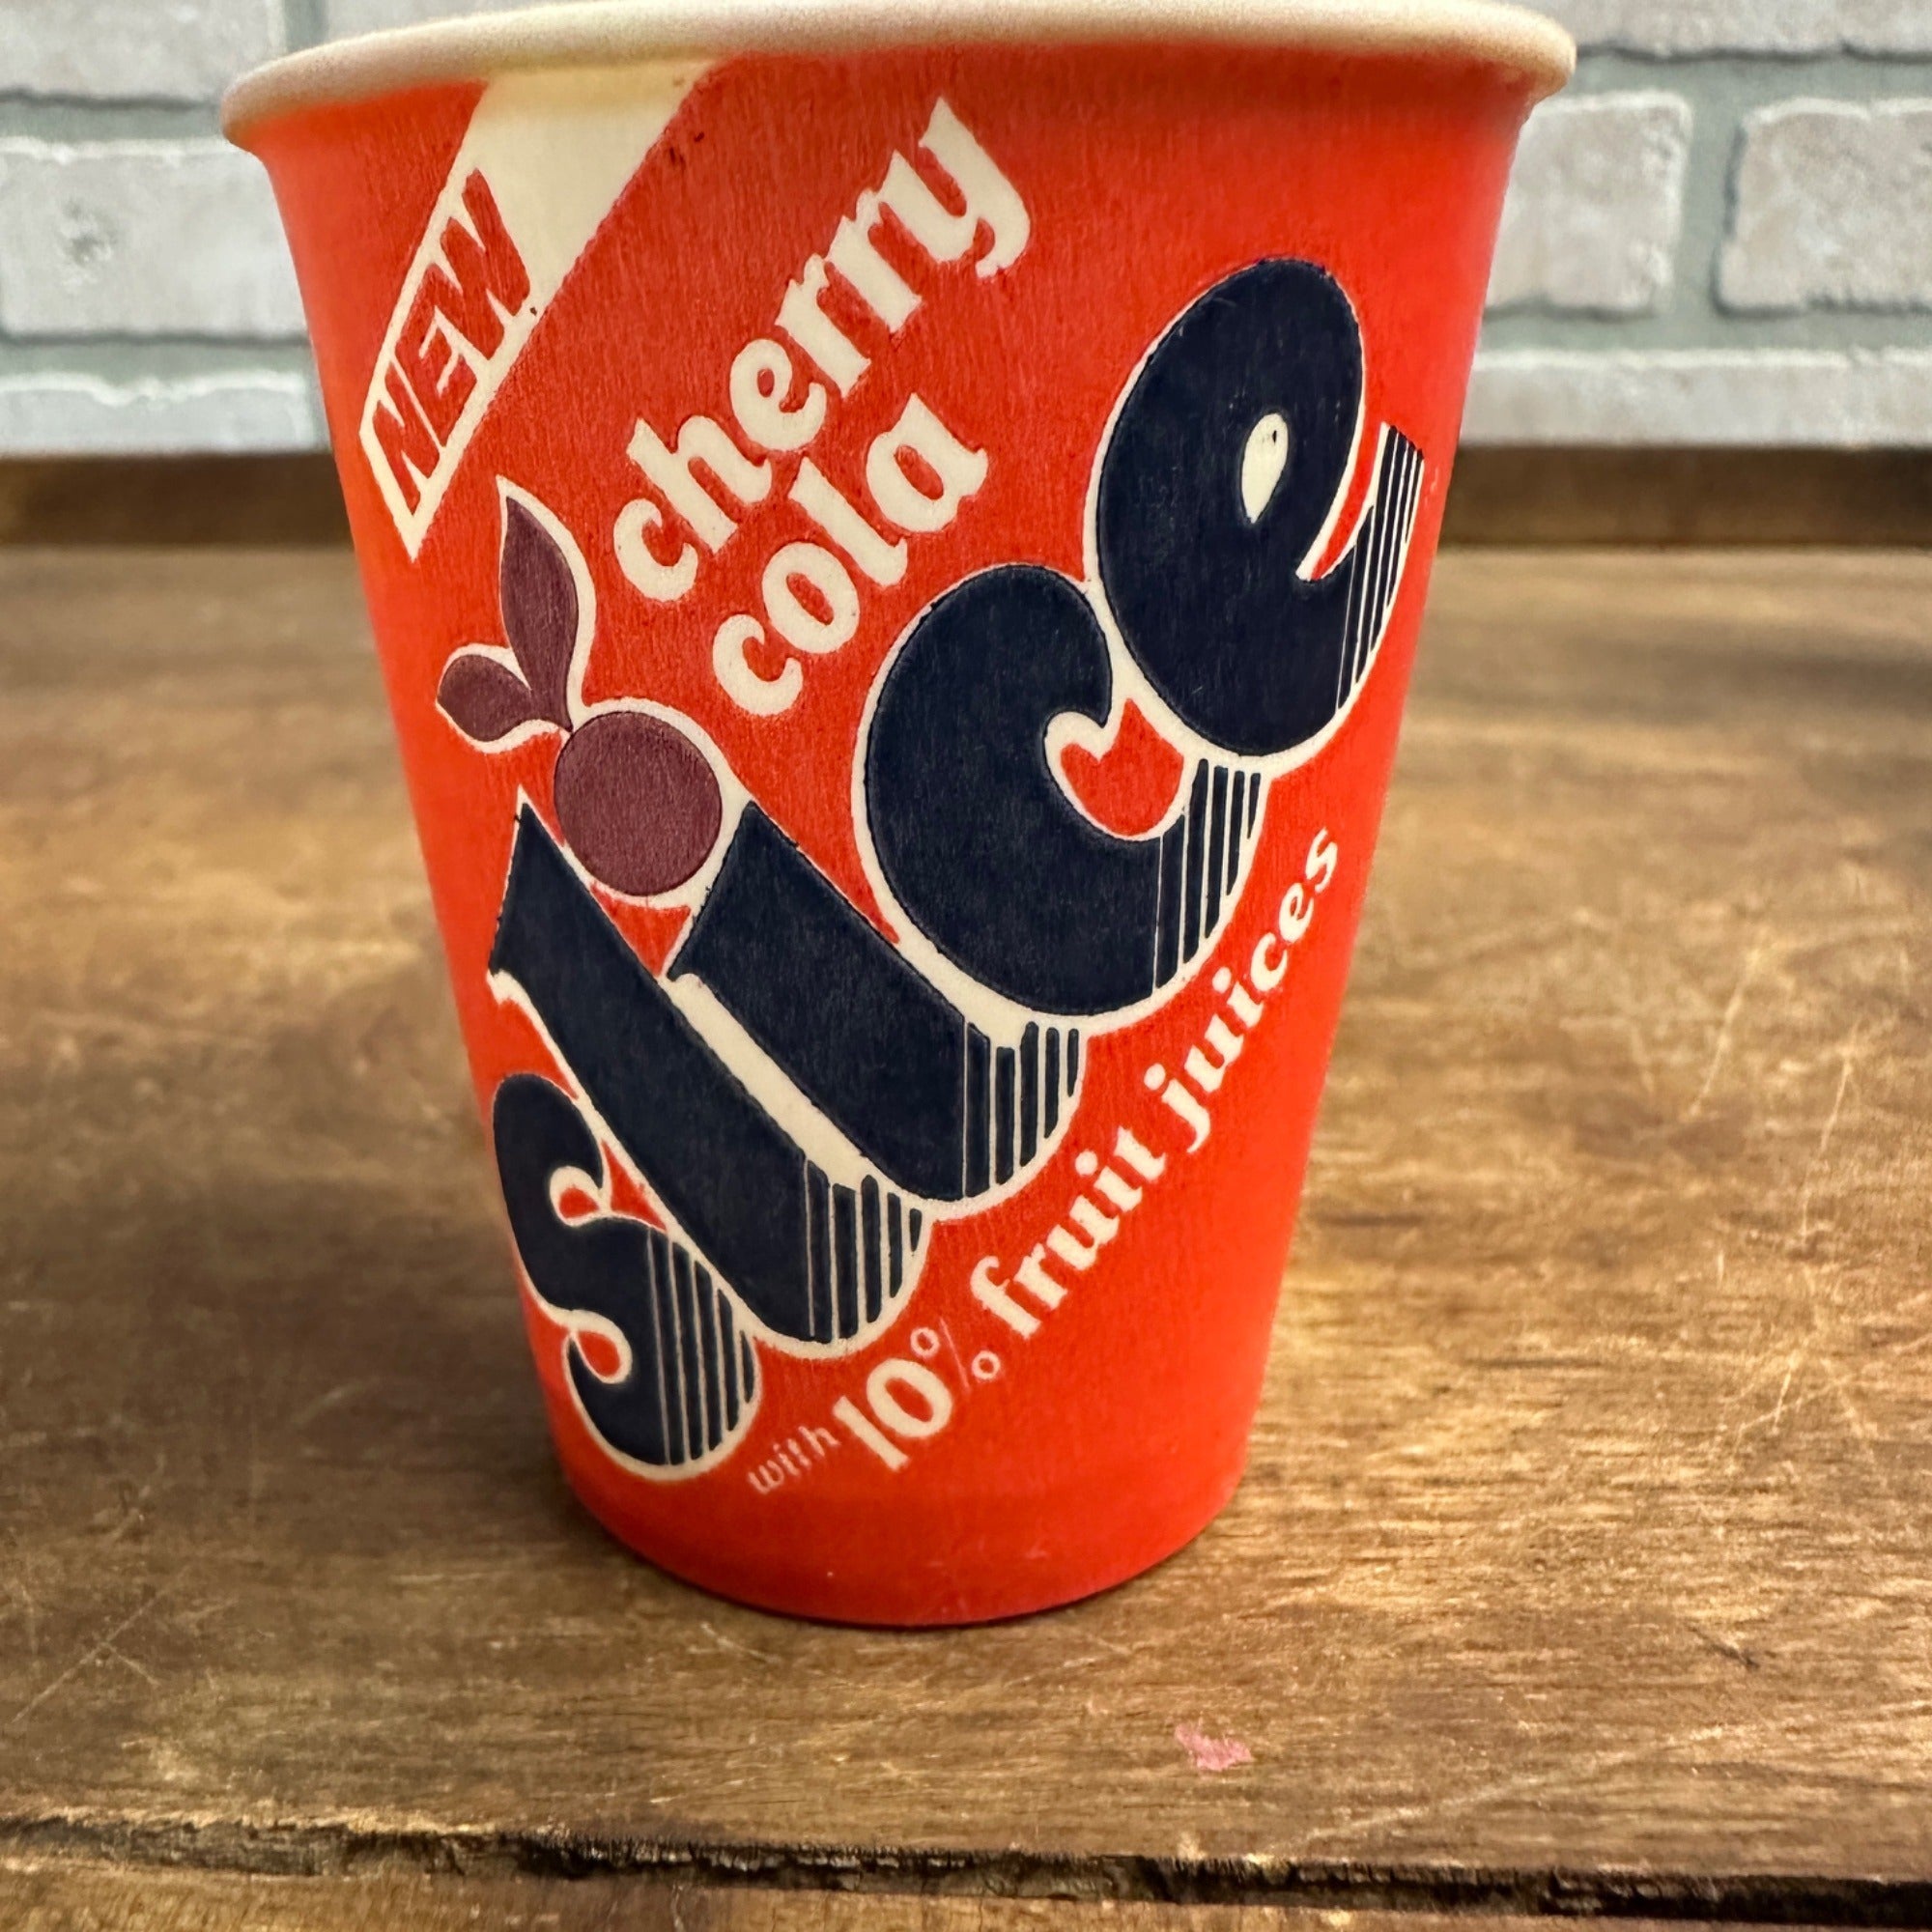 NEW
cherry
cola
slice
with 10% fruit juices